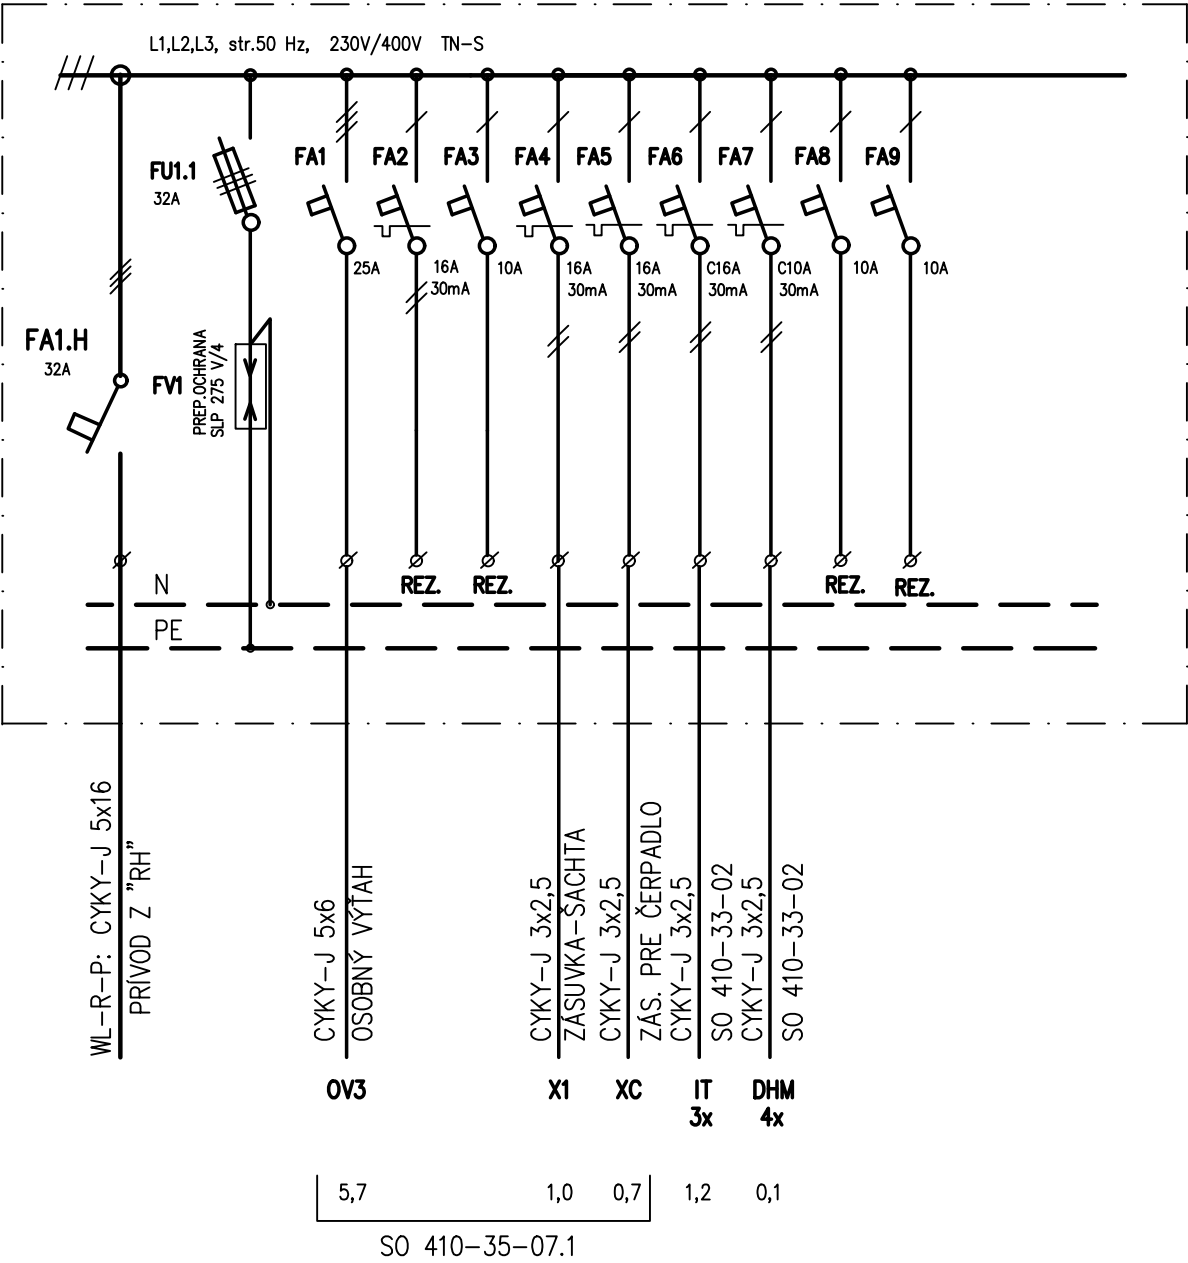 L1,L2,L3, str.50 Hz, 230V/400V TN-S
FU1.1
32A
FA1
FA2
FA3
FA4
FA5
FA6
FA7
FA8
FA9
25A
16A
30mA
10A
16A
30mA
16A
30mA
C16A
30mA
C10A
30mA
10A
10A
FA1.H
32A
FV1
PREP.OCHRANA
SLP 275 V/4
REZ.
REZ.
REZ.
REZ.
N
PE
WL-R-P: CYKY-J 5x16
PRÍVOD Z "RH"
CYKY-J 5x6
OSOBNÝ VÝŤAH
CYKY-J 3x2,5
ZÁSUVKA-ŠACHTA
CYKY-J 3x2,5
ZÁS. PRE ČERPADLO
CYKY-J 3x2,5
SO 410-33-02
CYKY-J 3x2,5
SO 410-33-02
OV3
X1
XC
IT
3x
DHM
4x
5,7
1,0
0,7
1,2
0,1
SO 410-35-07.1